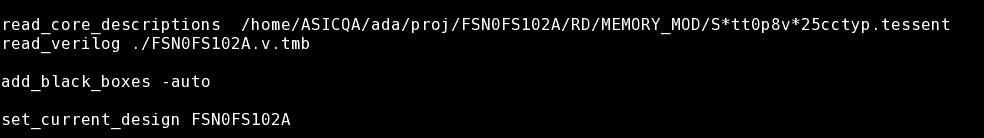 read_core_descriptions  /home/ASICQA/ada/proj/FSN0FS102A/RD/MEMORY_MOD/S*tt0p8v*25cctyp.tessent
read_verilog ./FSN0FS102A.v.tmb
add_black_boxes -auto
set_current_design FSN0FS102A